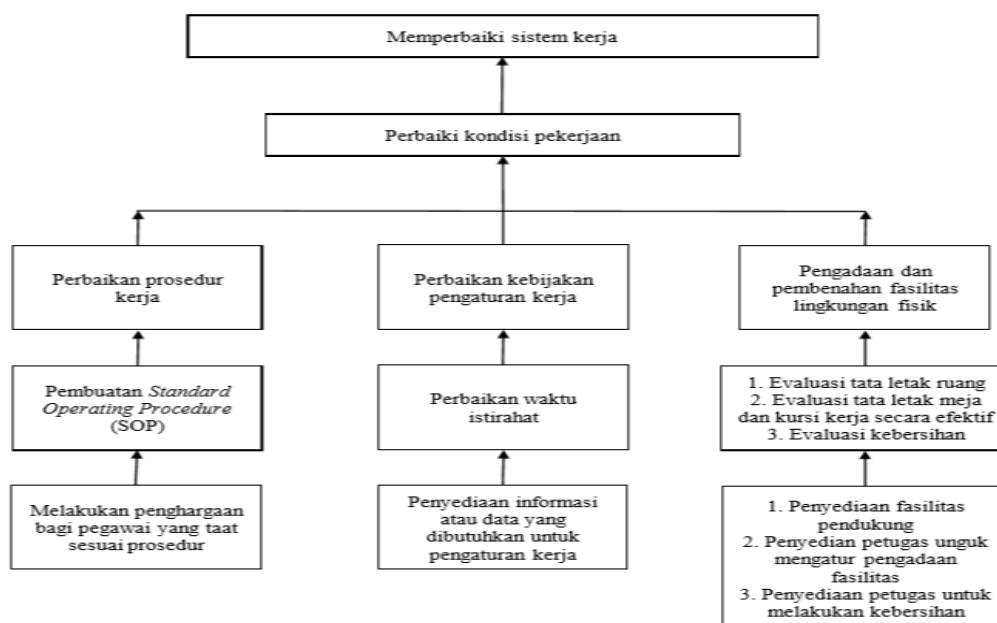 Memperbaiki sistem kerja
Perbaiki kondisi pekerjaan
Perbaikan prosedur
kerja
Perbaikan kebijakan
pengaturan kerja
Pengadaan dan
pembenahan fasilitas
lingkungan fisik
Pembuatan Standard
Operating Procedure
(SOP)
Perbaikan waktu
istirahat
1. Evaluasi tata letak ruang
2. Evaluasi tata letak meja
dan kursi kerja secara efektif
3. Evaluasi kebersihan
Melakukan penghargaan
bagi pegawai yang taat
sesuai prosedur
Penyediaan informasi
atau data yang
dibutuhkan untuk
pengaturan kerja
1. Penyediaan fasilitas
pendukung
2. Penyedian petugas unguk
mengatur pengadaan
fasilitas
3. Penyediaan petugas untuk
melakukan kebersihan